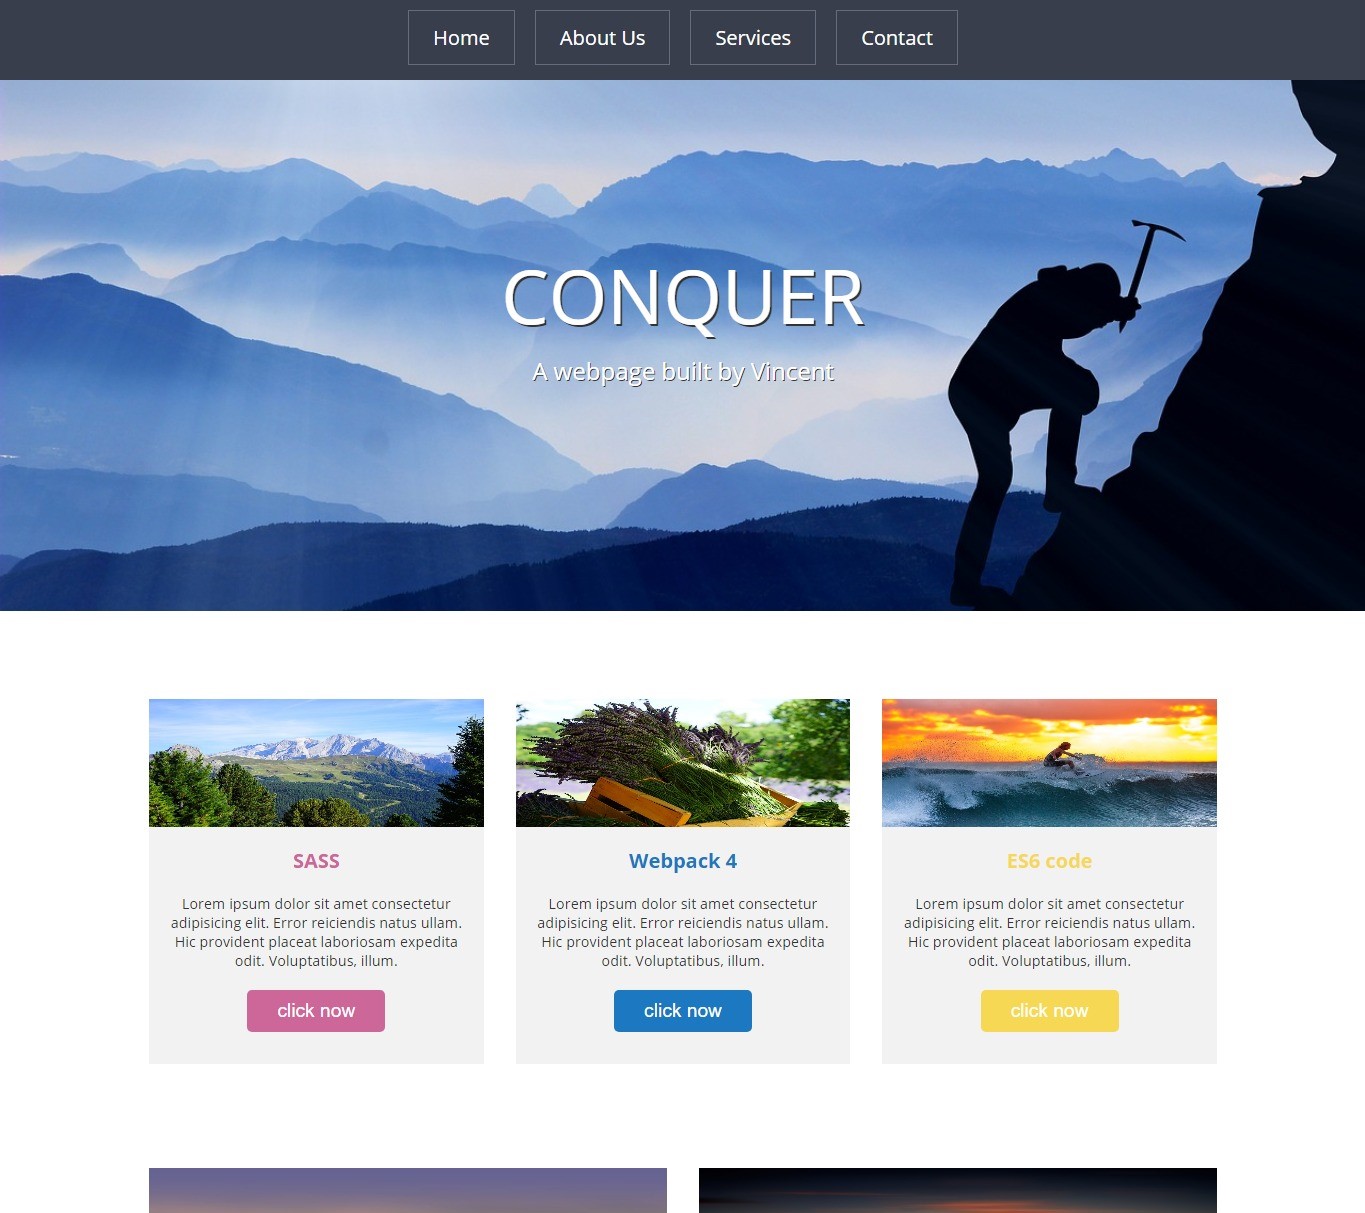 Home
About Us
Services
Contact
CONQUER
A webpage built by Vincent
SASS
Lorem ipsum dolor sit amet consectetur
adipisicing elit. Error reiciendis natus ullam.
Hic provident placeat laboriosam expedita
odit. Voluptatibus, illum.
click now
Webpack 4
Lorem ipsum dolor sit amet consectetur
adipisicing elit. Error reiciendis natus ullam.
Hic provident placeat laboriosam expedita
odit. Voluptatibus, illum.
click now
ES6 code
Lorem ipsum dolor sit amet consectetur
adipisicing elit. Error reiciendis natus ullam.
Hic provident placeat laboriosam expedita
odit. Voluptatibus, illum.
click now